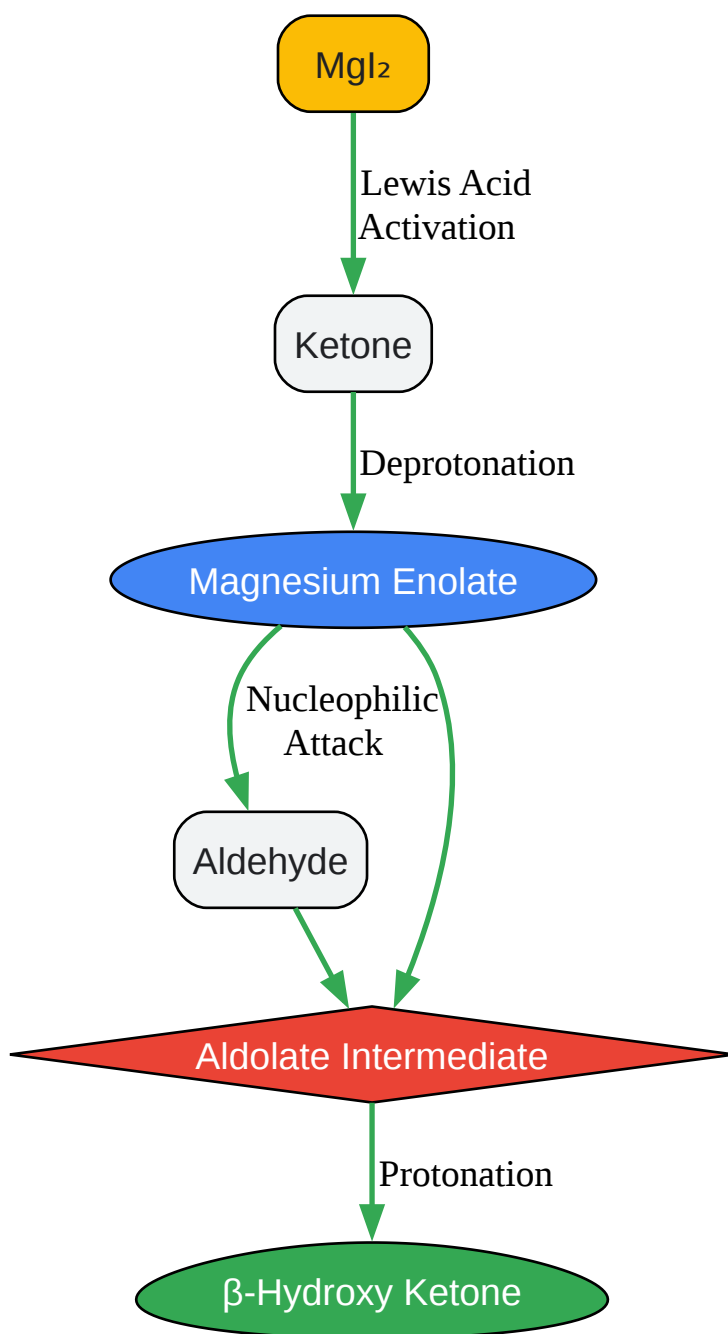 MgI₂
Lewis Acid
Activation
Ketone
Deprotonation
Magnesium Enolate
Nucleophilic
Attack
Aldehyde
Aldolate Intermediate
Protonation
β-Hydroxy Ketone